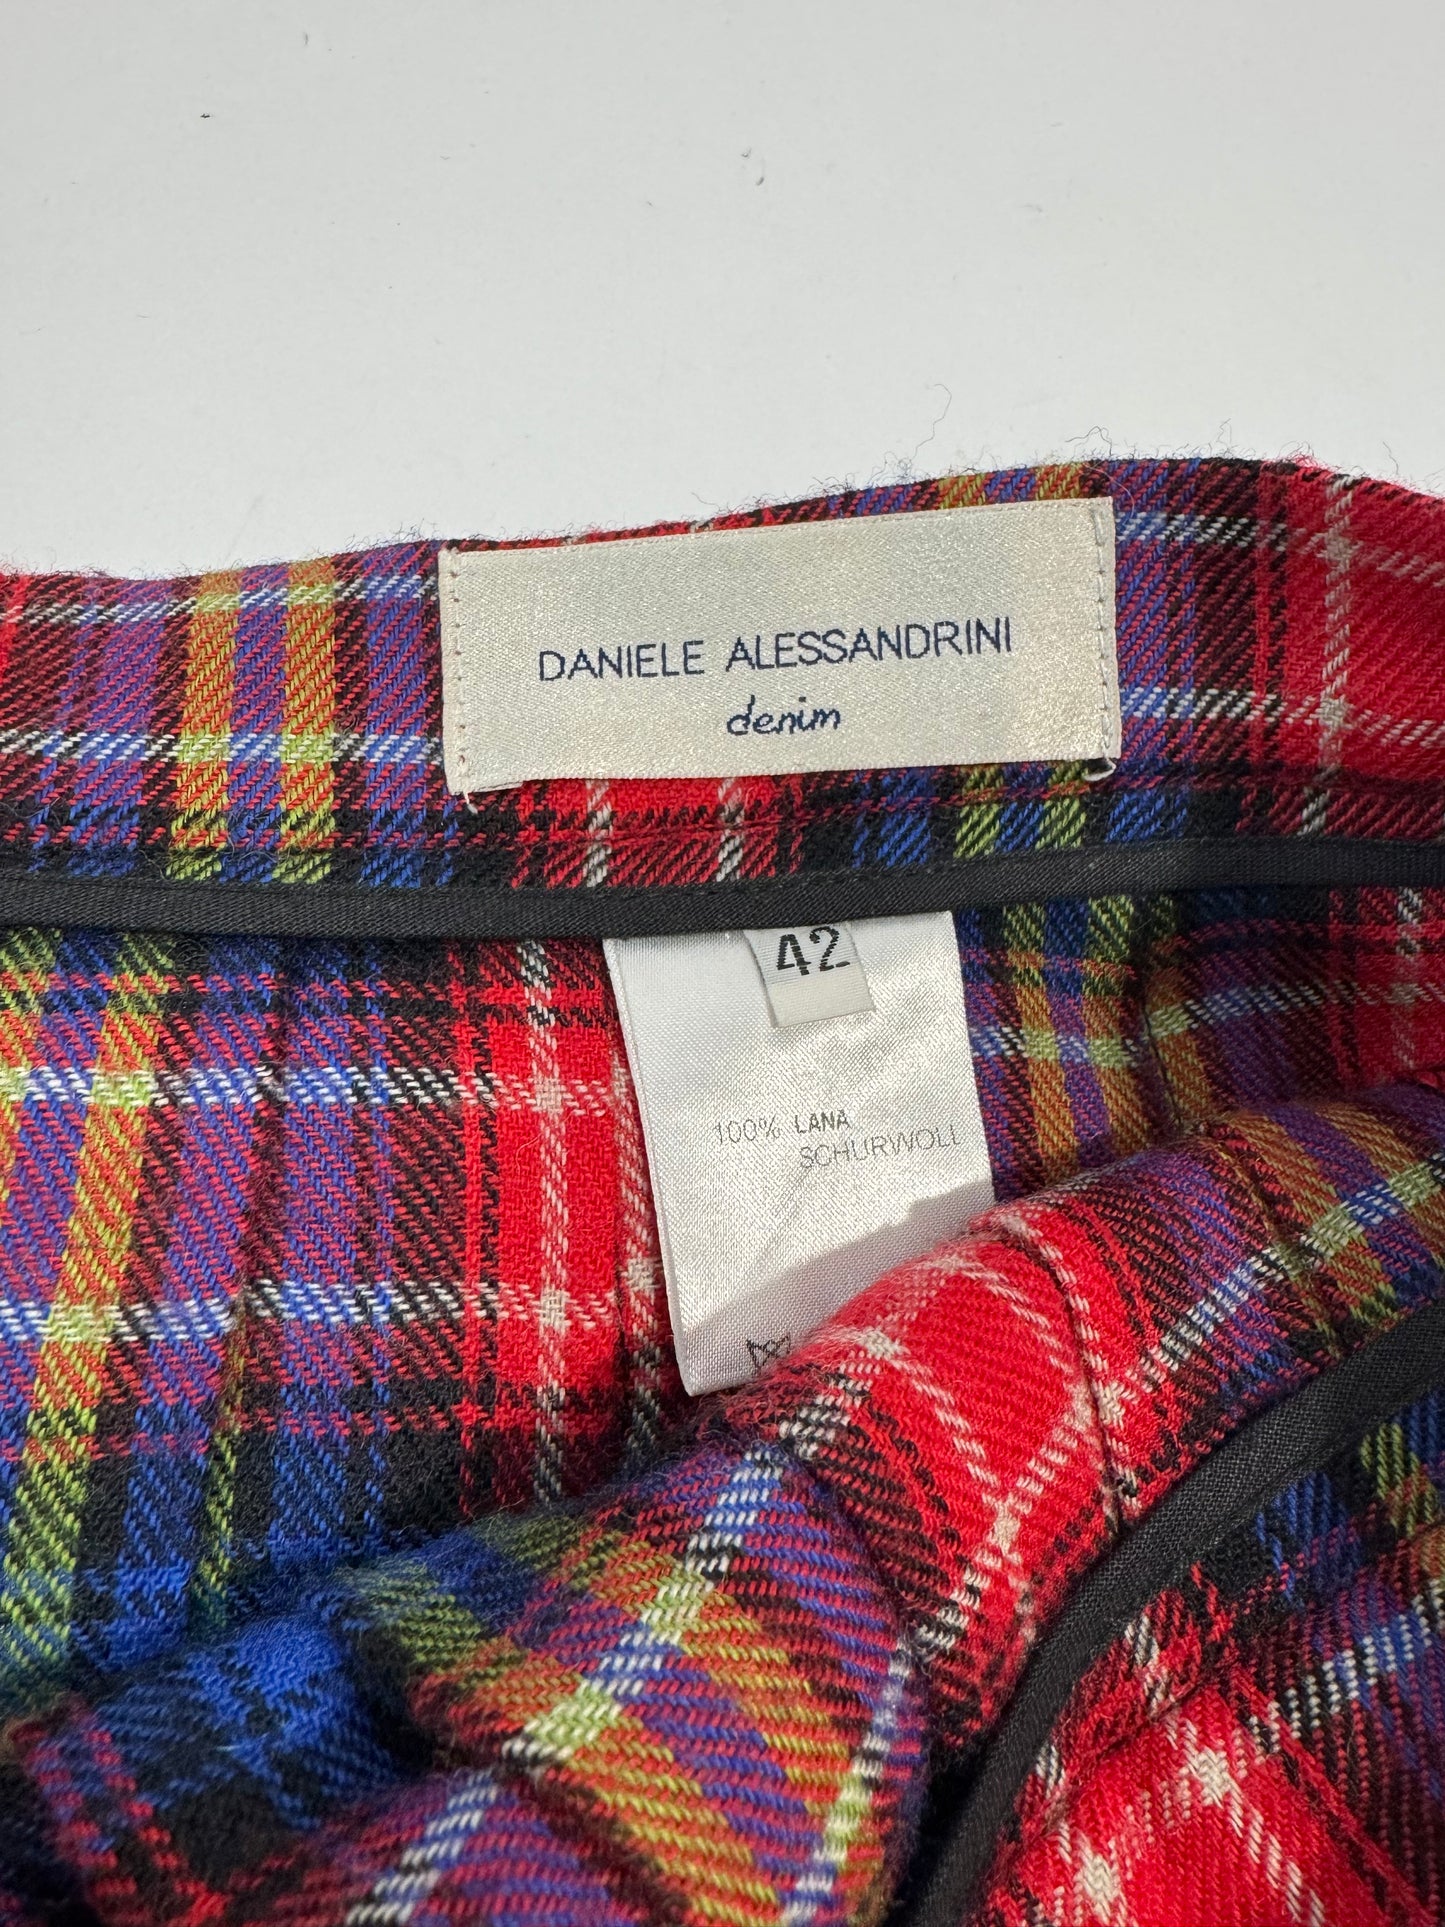 DANIELE ALESSANDRINI
denim
42
100% LANA
SCHURWOLL